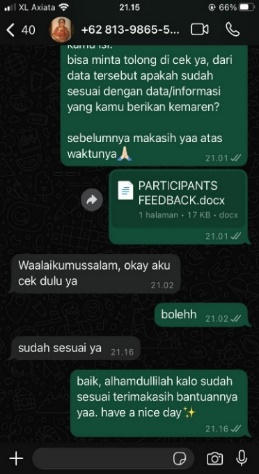 XL Axiata
21.15
66%
40
+62 813-9865-5...
kamu isi.
bisa minta tolong di cek ya, dari
data tersebut apakah sudah
sesuai dengan data/informasi
yang kamu berikan kemaren?
sebelumnya makasih yaa atas
waktunya🙏
21.01
PARTICIPANTS
FEEDBACK.docx
1 halaman • 17 KB • docx
21.01
Waalaikumussalam, okay aku
cek dulu ya
21.02
bolehh
21.02
sudah sesuai ya
21.16
baik, alhamdullilah kalo sudah
sesuai terimakasih bantuannya
yaa. have a nice day✨
21.16